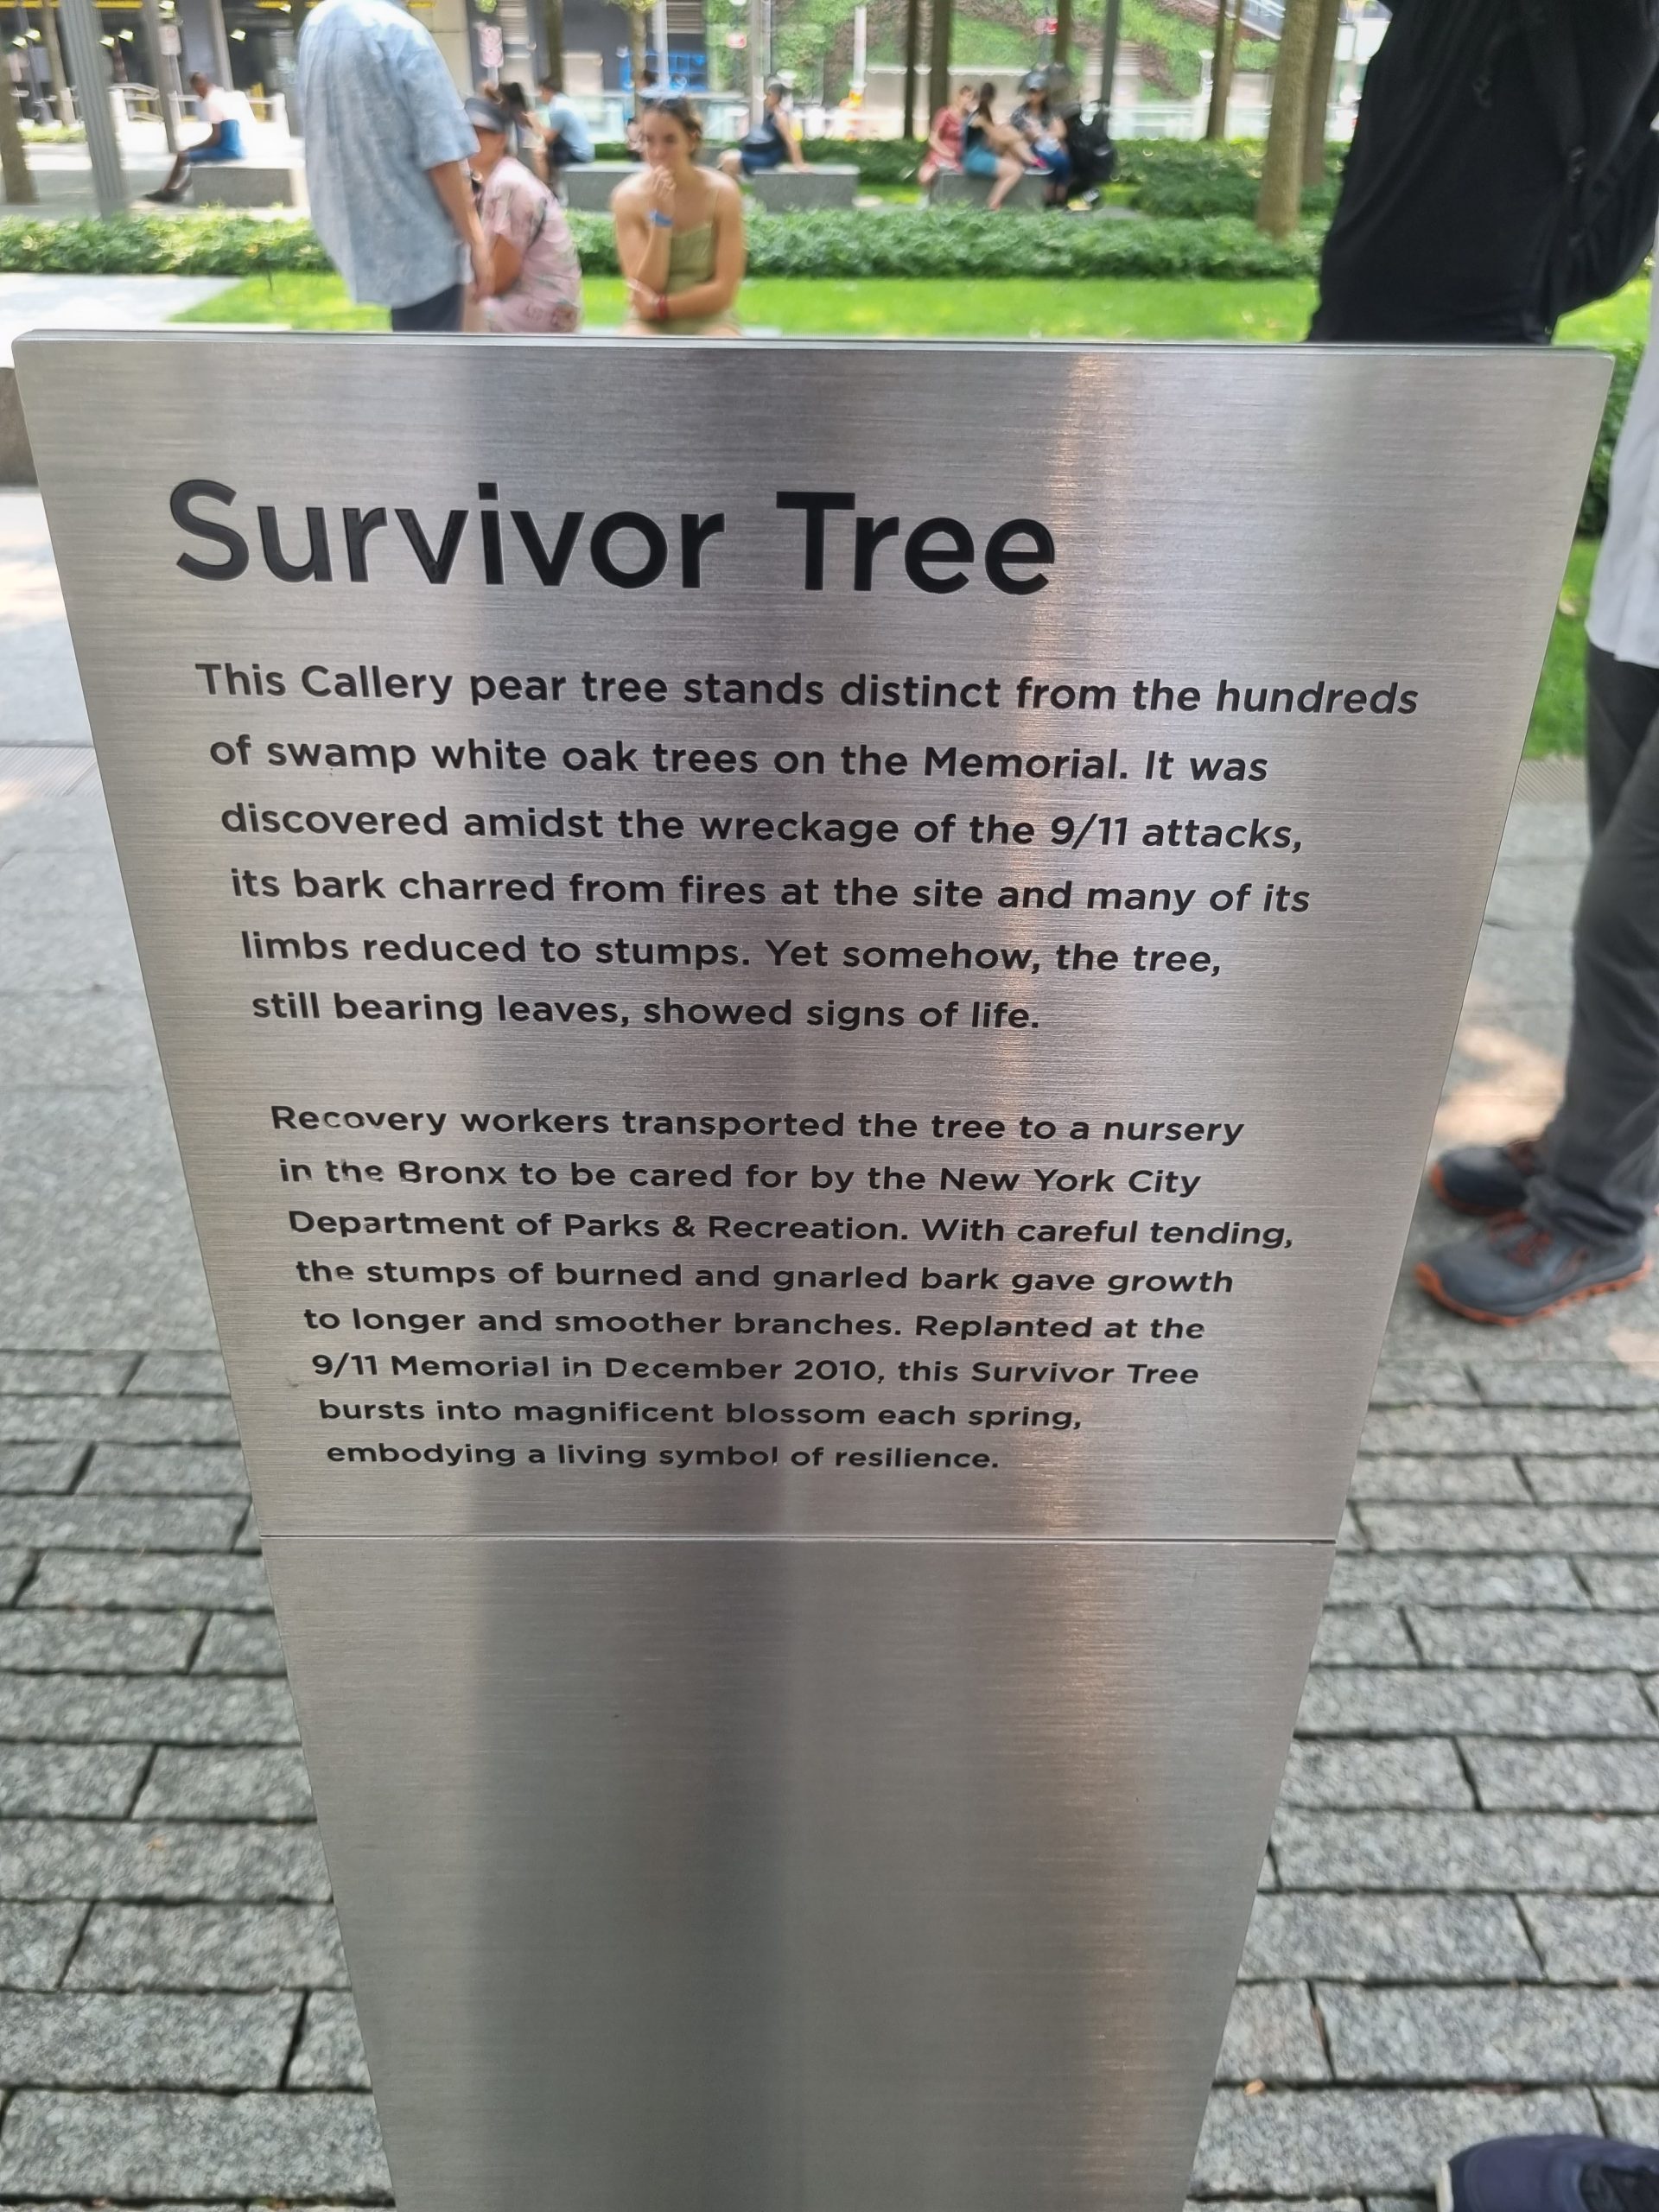 Survivor Tree
This Callery pear tree stands distinct from the hundreds
of swamp white oak trees on the Memorial. It was
discovered amidst the wreckage of the 9/11 attacks,
its bark charred from fires at the site and many of its
limbs reduced to stumps. Yet somehow, the tree,
still bearing leaves, showed signs of life.
Recovery workers transported the tree to a nursery
in the Bronx to be cared for by the New York City
Department of Parks & Recreation. With careful tending,
the stumps of burned and gnarled bark gave growth
to longer and smoother branches. Replanted at the
9/11 Memorial in December 2010, this Survivor Tree
bursts into magnificent blossom each spring,
embodying a living symbol of resilience.